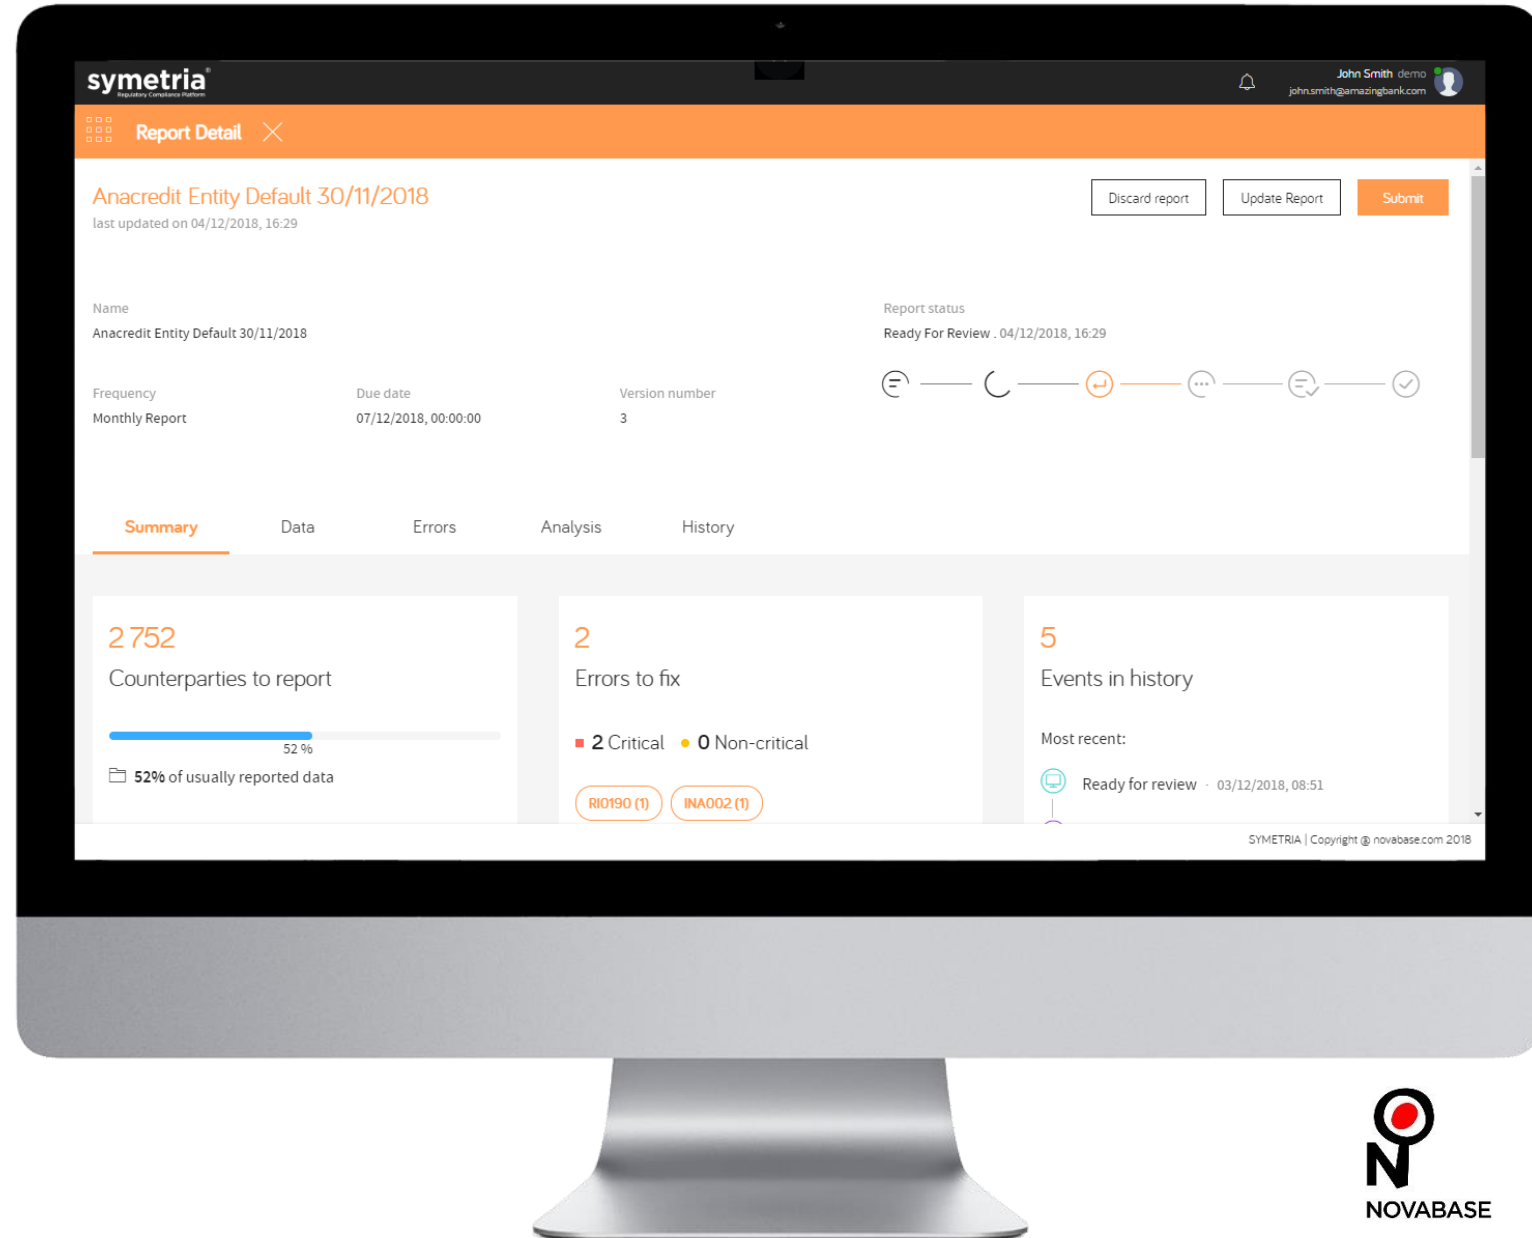 symetria®
Regulatory Compliance Platform
John Smith demo
john.smith@amazingbank.com
Report Detail
Anacredit Entity Default 30/11/2018
last updated on 04/12/2018, 16:29
Discard report
Update Report
Submit
Name
Anacredit Entity Default 30/11/2018
Report status
Ready For Review . 04/12/2018, 16:29
Frequency
Monthly Report
Due date
07/12/2018, 00:00:00
Version number
3
Summary
Data
Errors
Analysis
History
2 752
Counterparties to report
52 %
52% of usually reported data
2
Errors to fix
2 Critical
0 Non-critical
RI0190 (1)
INA002 (1)
5
Events in history
Most recent:
Ready for review · 03/12/2018, 08:51
SYMETRIA | Copyright @ novabase.com 2018
NOVABASE